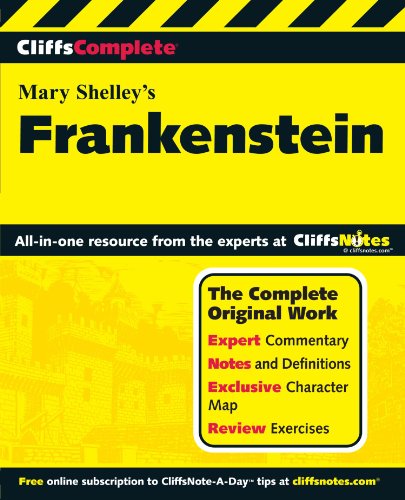 CliffsComplete®
Mary Shelley's
Frankenstein
All-in-one resource from the experts at CliffsNotes
© cliffsnotes.com™
The Complete
Original Work
Expert Commentary
Notes and Definitions
Exclusive Character
Map
Review Exercises
Free online subscription to CliffsNote-A-Day™ tips at cliffsnotes.com®